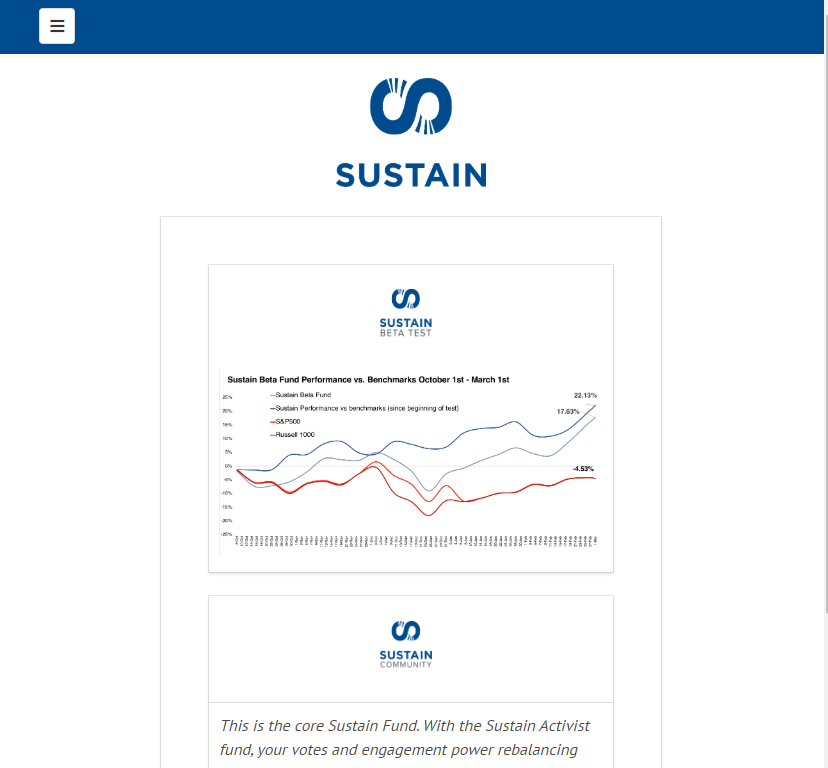 SUSTAIN
SUSTAIN
BETA TEST
Sustain Beta Fund Performance vs. Benchmarks October 1st - March 1st
25%
20%
15%
10%
5%
0%
-5%
-10%
-15%
-20%
-25%
Sustain Beta Fund
Sustain Performance vs benchmarks (since beginning of test)
S&P500
Russell 1000
22.13%
17.63%
-4.53%
SUSTAIN
COMMUNITY
This is the core Sustain Fund. With the Sustain Activist
fund, your votes and engagement power rebalancing